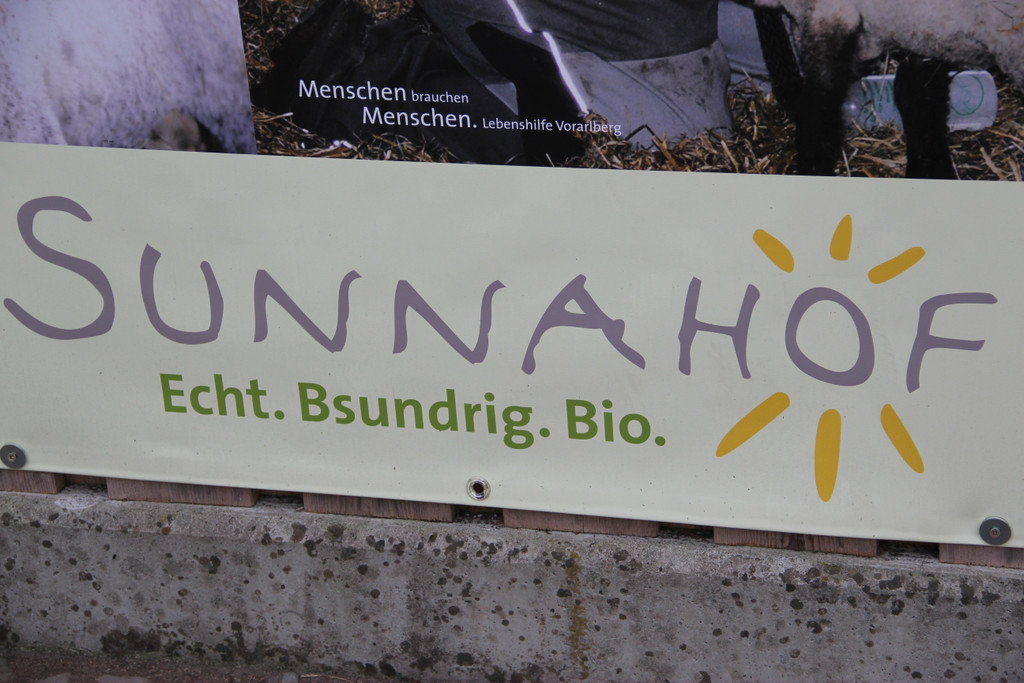 Menschen brauchen
Menschen. Lebenshilfe Vorarlberg
SUNNAHOF
Echt. Bsundrig. Bio.